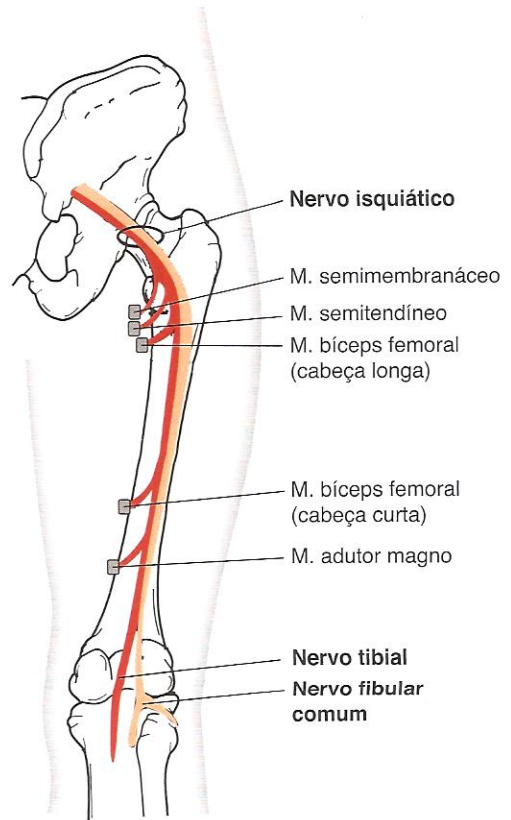 Nervo isquiático
M. semimembranáceo
M. semitendíneo
M. bíceps femoral
(cabeça longa)
M. bíceps femoral
(cabeça curta)
M. adutor magno
Nervo tibial
Nervo fibular
comum